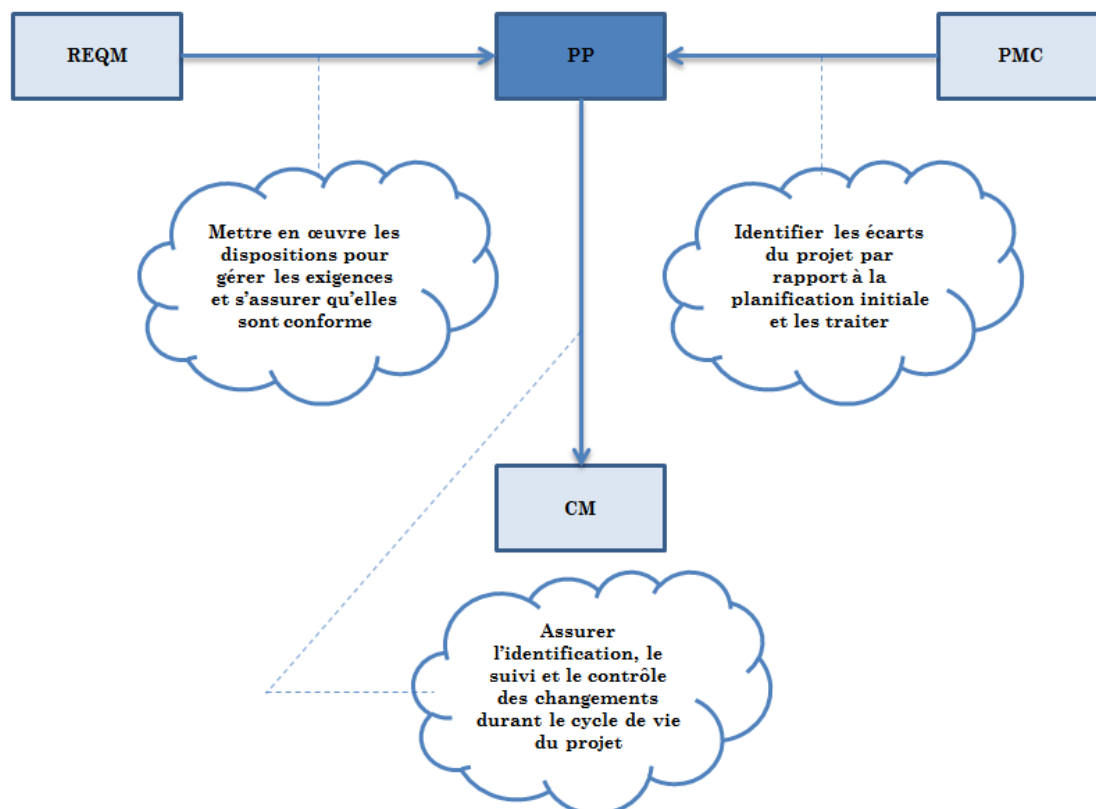 REQM
PP
PMC
Mettre en œuvre les
dispositions pour
gérer les exigences
et s’assurer qu’elles
sont conforme
Identifier les écarts
du projet par
rapport à la
planification initiale
et les traiter
CM
Assurer
l’identification, le
suivi et le contrôle
des changements
durant le cycle de vie
du projet